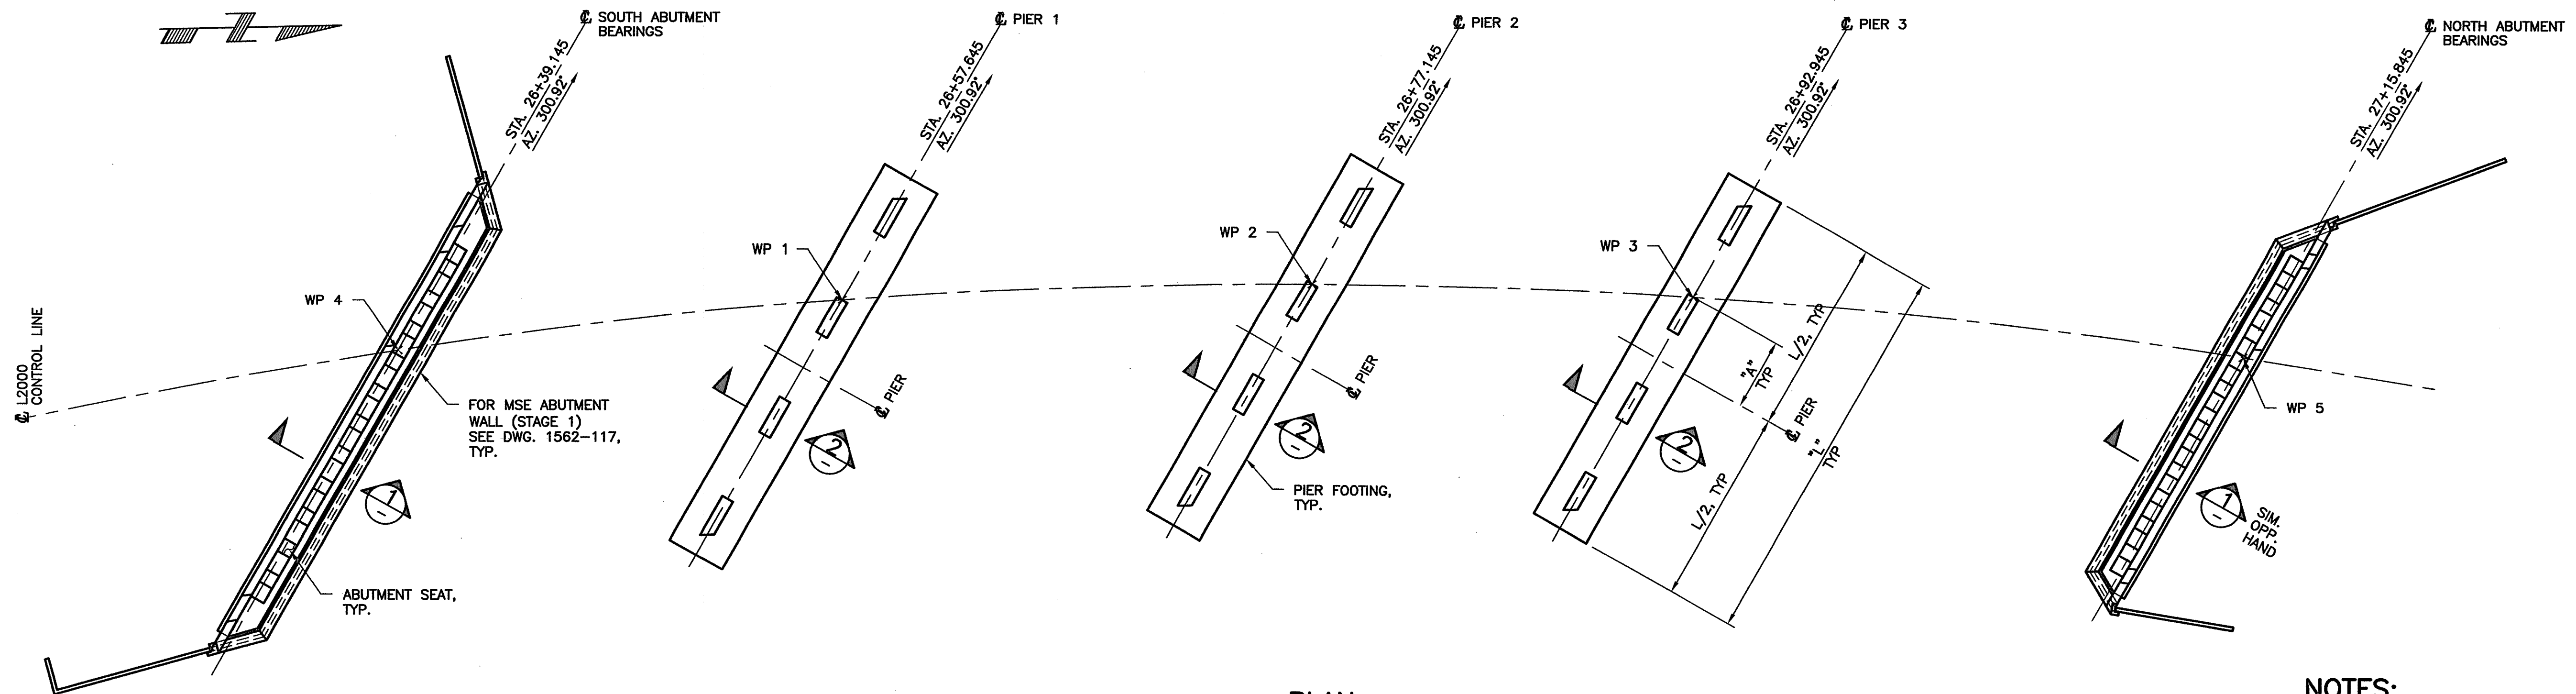 ℄ SOUTH ABUTMENT
BEARINGS
℄ PIER 1
℄ PIER 2
℄ PIER 3
℄ NORTH ABUTMENT
BEARINGS
STA. 26+39.145
AZ. 300.92°
STA. 26+57.645
AZ. 300.92°
STA. 26+77.145
AZ. 300.92°
STA. 26+92.945
AZ. 300.92°
STA. 27+15.845
AZ. 300.92°
WP 4
WP 1
WP 2
WP 3
WP 5
℄ L2000
CONTROL LINE
FOR MSE ABUTMENT
WALL (STAGE 1)
SEE DWG. 1562-117,
TYP.
ABUTMENT SEAT,
TYP.
℄ PIER
℄ PIER
℄ PIER
PIER FOOTING,
TYP.
"A"
TYP
L/2, TYP
L/2, TYP
"L"
TYP
1
-
2
-
2
-
2
-
1
-
SIM.
OPP.
HAND
PLAN
NOTES: